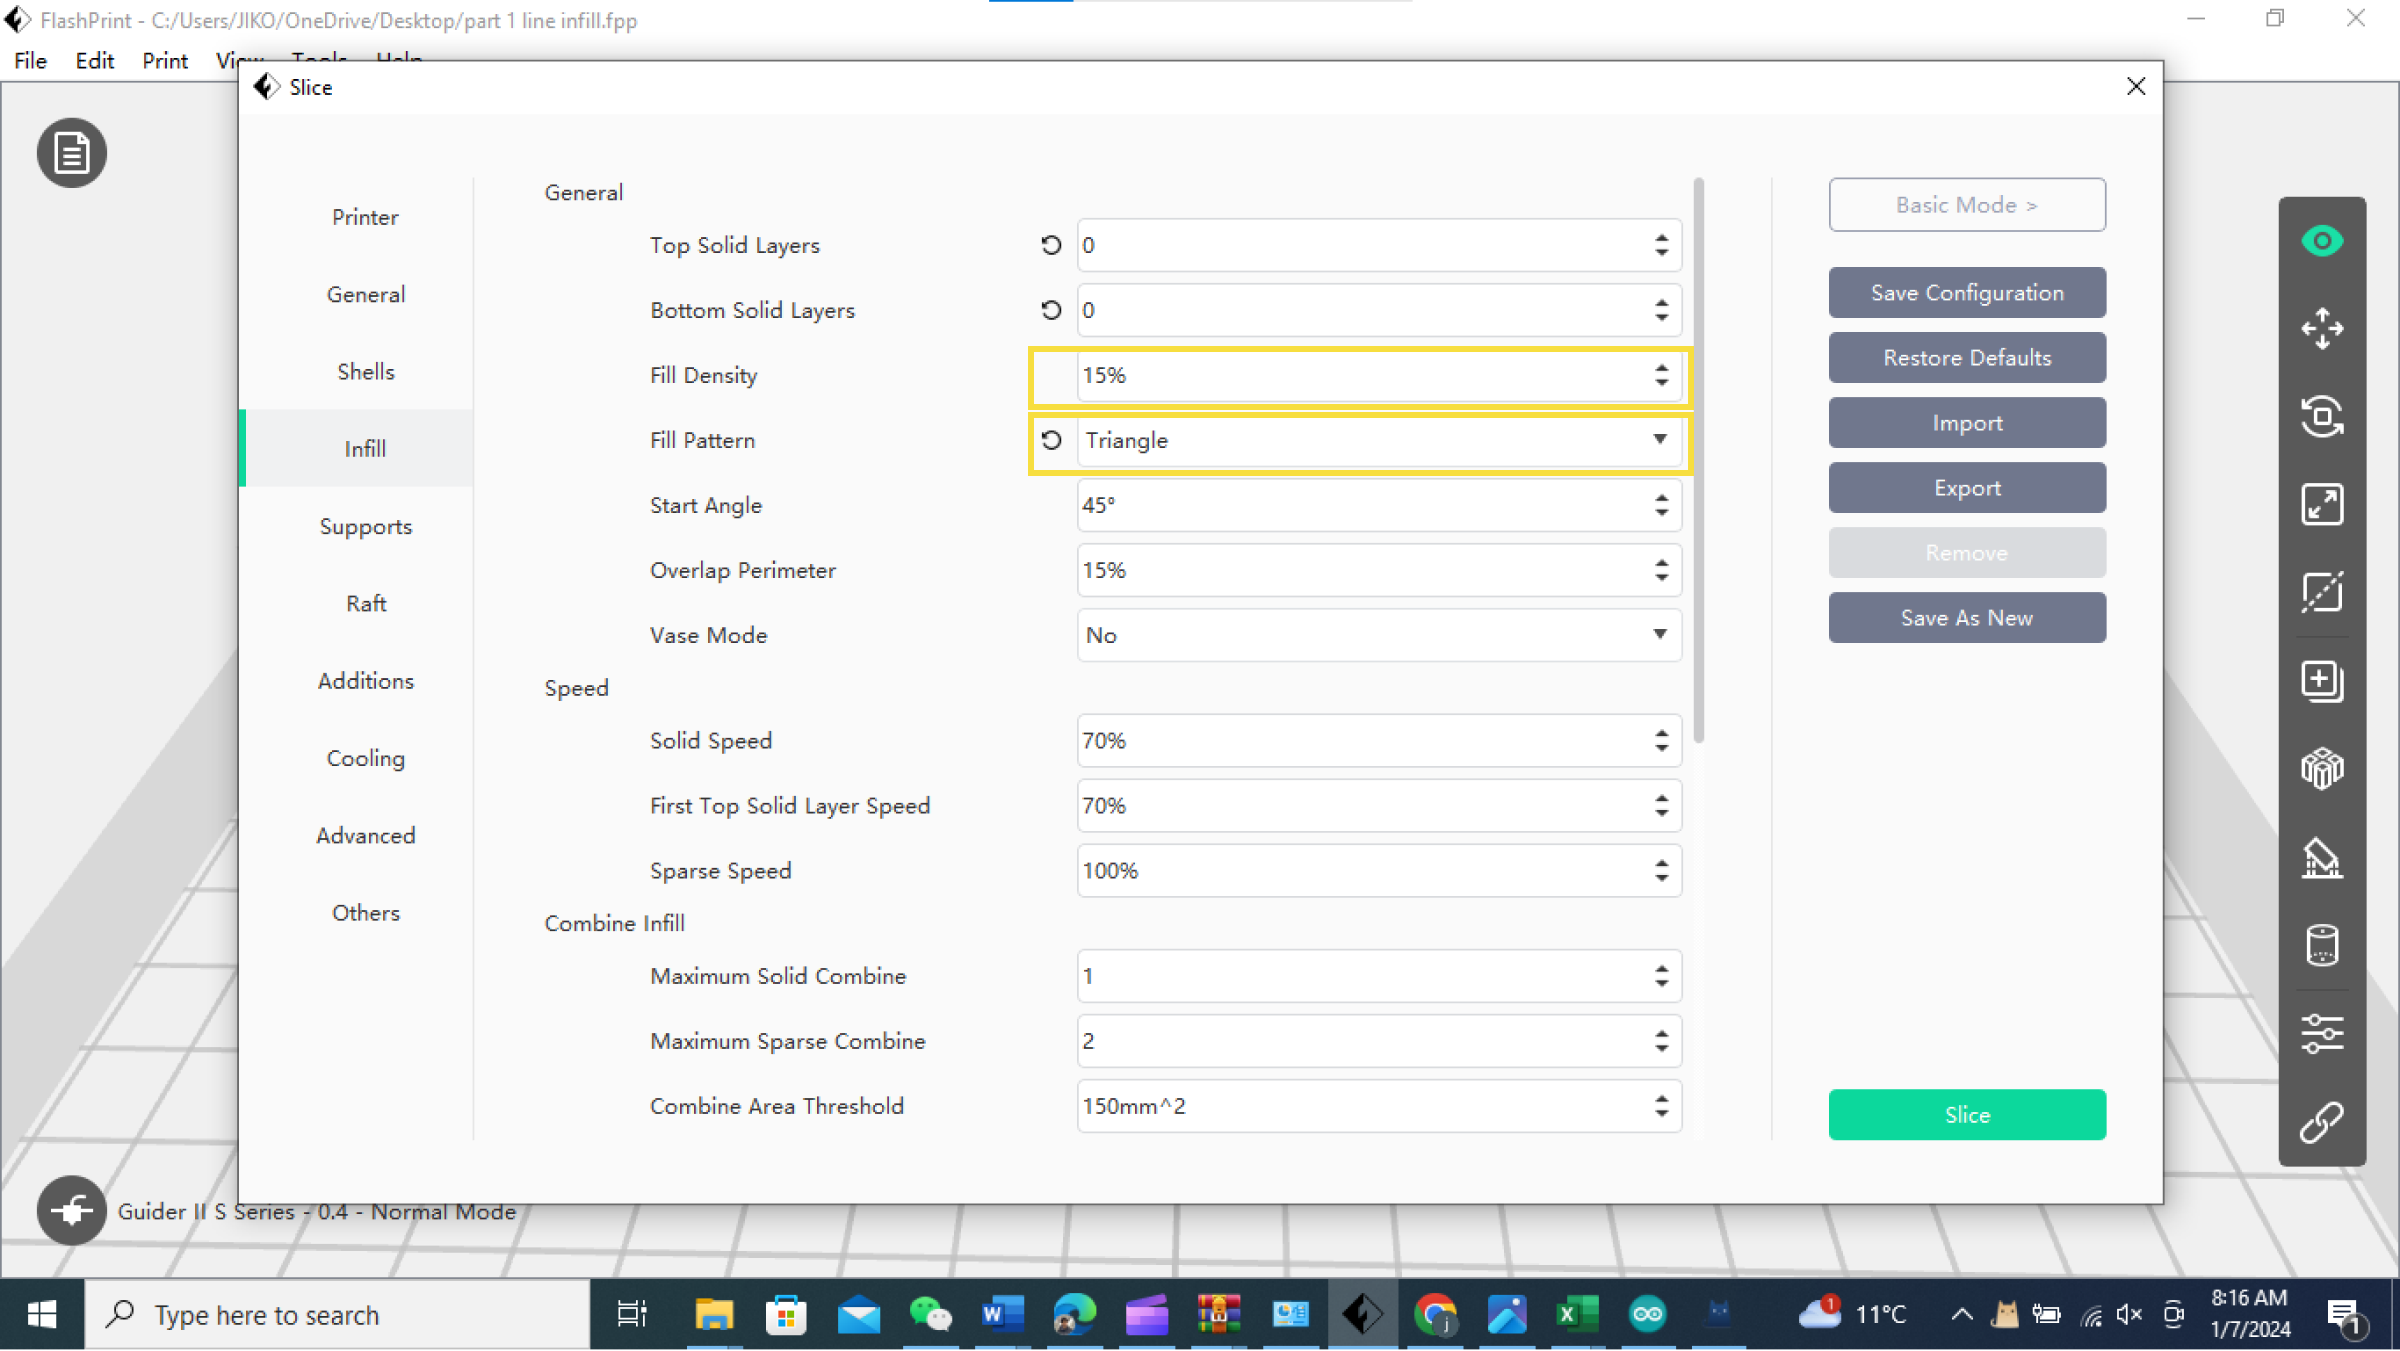 FlashPrint - C:/Users/JIKO/OneDrive/Desktop/part 1 line infill.fpp
File Edit Print View Tools Help
Slice
Printer
General
Shells
Infill
Supports
Raft
Additions
Cooling
Advanced
Others
General
Top Solid Layers 0
Bottom Solid Layers 0
Fill Density 15%
Fill Pattern Triangle
Start Angle 45°
Overlap Perimeter 15%
Vase Mode No
Speed
Solid Speed 70%
First Top Solid Layer Speed 70%
Sparse Speed 100%
Combine Infill
Maximum Solid Combine 1
Maximum Sparse Combine 2
Combine Area Threshold 150mm^2
Basic Mode >
Save Configuration
Restore Defaults
Import
Export
Remove
Save As New
Slice
Guider II S Series - 0.4 - Normal Mode
Type here to search
W
j
X
1
11°C
8:16 AM
1/7/2024
1